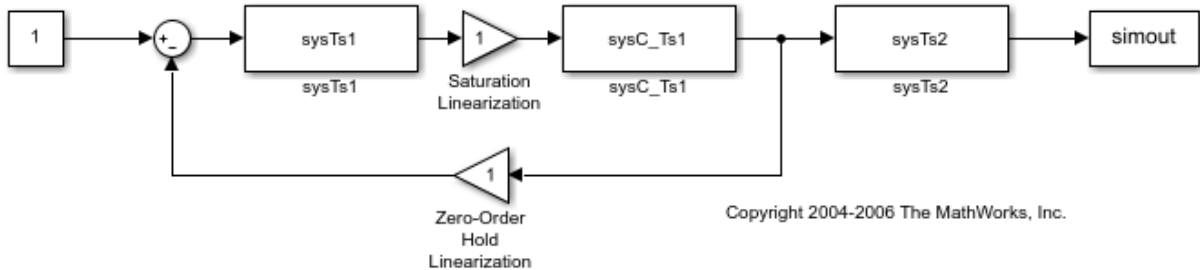 1
+
-
sysTs1
1
sysC_Ts1
sysTs2
simout
sysTs1
Saturation
Linearization
sysC_Ts1
sysTs2
1
Zero-Order
Hold
Linearization
Copyright 2004-2006 The MathWorks, Inc.